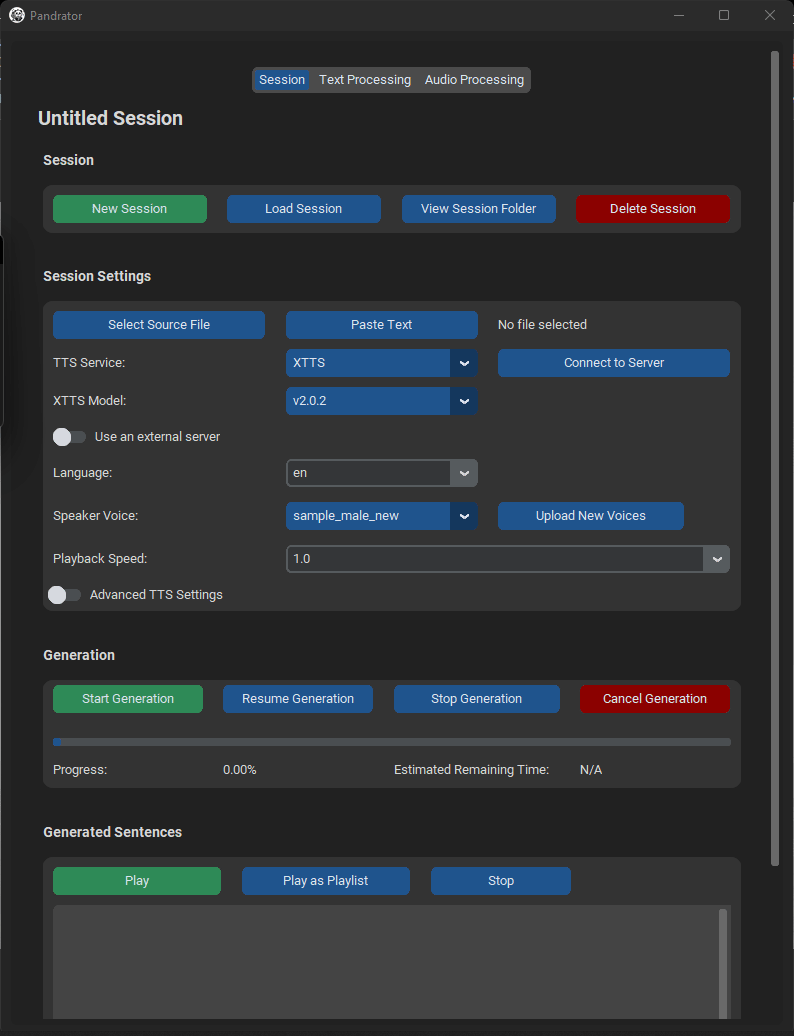 Pandrator
Session Text Processing Audio Processing
Untitled Session
Session
New Session Load Session View Session Folder Delete Session
Session Settings
Select Source File Paste Text No file selected
TTS Service: XTTS Connect to Server
XTTS Model: v2.0.2
Use an external server
Language: en
Speaker Voice: sample_male_new Upload New Voices
Playback Speed: 1.0
Advanced TTS Settings
Generation
Start Generation Resume Generation Stop Generation Cancel Generation
Progress: 0.00% Estimated Remaining Time: N/A
Generated Sentences
Play Play as Playlist Stop